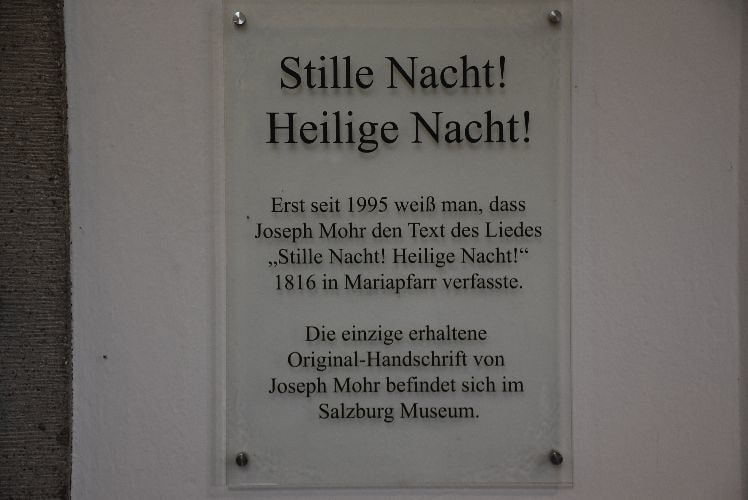 Stille Nacht!
Heilige Nacht!
Erst seit 1995 weiß man, dass
Joseph Mohr den Text des Liedes
„Stille Nacht! Heilige Nacht!“
1816 in Mariapfarr verfasste.
Die einzige erhaltene
Original-Handschrift von
Joseph Mohr befindet sich im
Salzburg Museum.